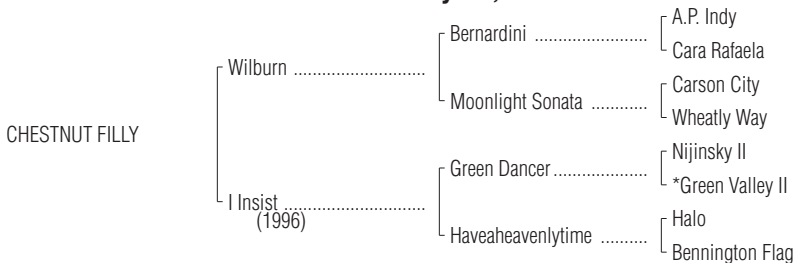 A.P. Indy
Bernardini ........................
Cara Rafaela
Wilburn ............................
Carson City
Moonlight Sonata ............
Wheatly Way
CHESTNUT FILLY
Nijinsky II
Green Dancer....................
*Green Valley II
I Insist ..............................
(1996)
Halo
Haveaheavenlytime ..........
Bennington Flag